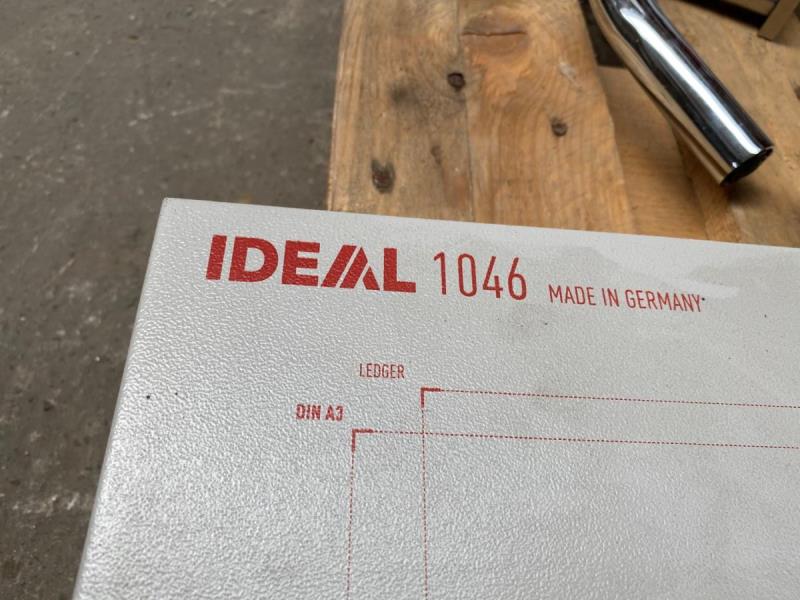 IDEAL 1046 MADE IN GERMANY
LEDGER
DIN A3